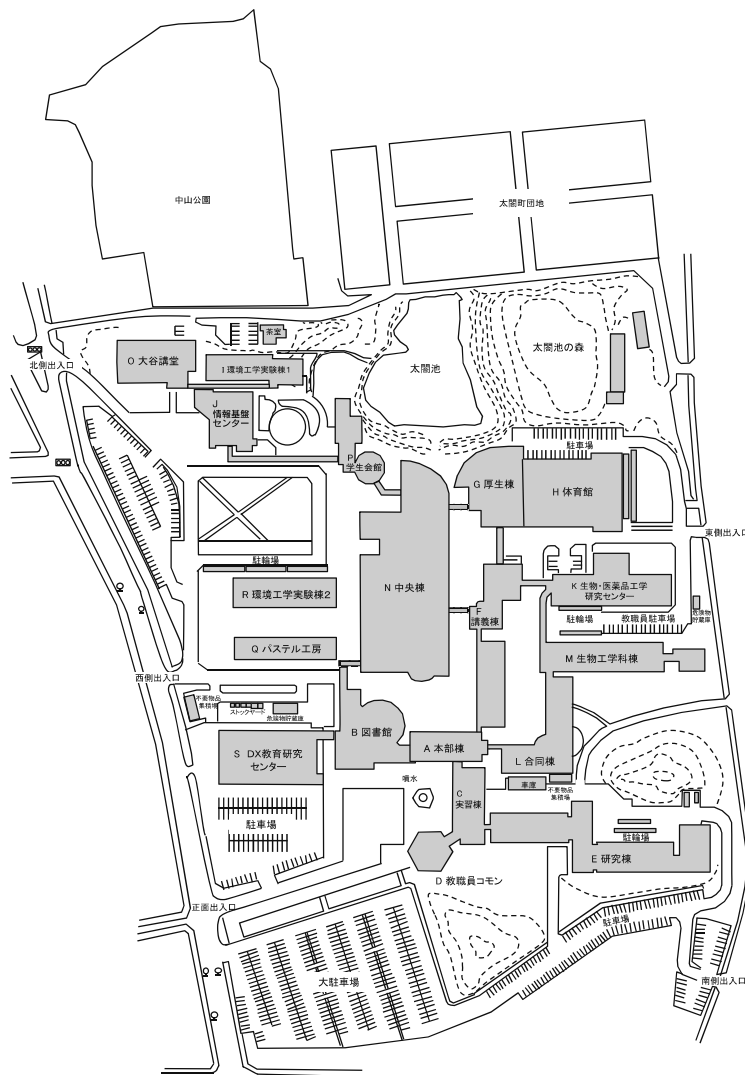 中山公園
太閤町団地
茶室
O 大谷講堂
I 環境工学実験棟1
太閤池
太閤池の森
北側出入口
J
情報基盤
センター
P
学生会館
駐車場
G 厚生棟
H 体育館
東側出入口
駐輪場
N 中央棟
K 生物・医薬品工学
研究センター
R 環境工学実験棟2
F
講義棟
駐輪場
教職員駐車場
危険物
貯蔵庫
Q パステル工房
M 生物工学科棟
西側出入口
不要物品
集積場
ストックヤード
危険物貯蔵庫
B 図書館
A 本部棟
S DX教育研究
センター
L 合同棟
噴水
C
実習棟
車庫
不要物品
集積場
駐車場
駐輪場
E 研究棟
D 教職員コモン
正面出入口
駐車場
大駐車場
南側出入口